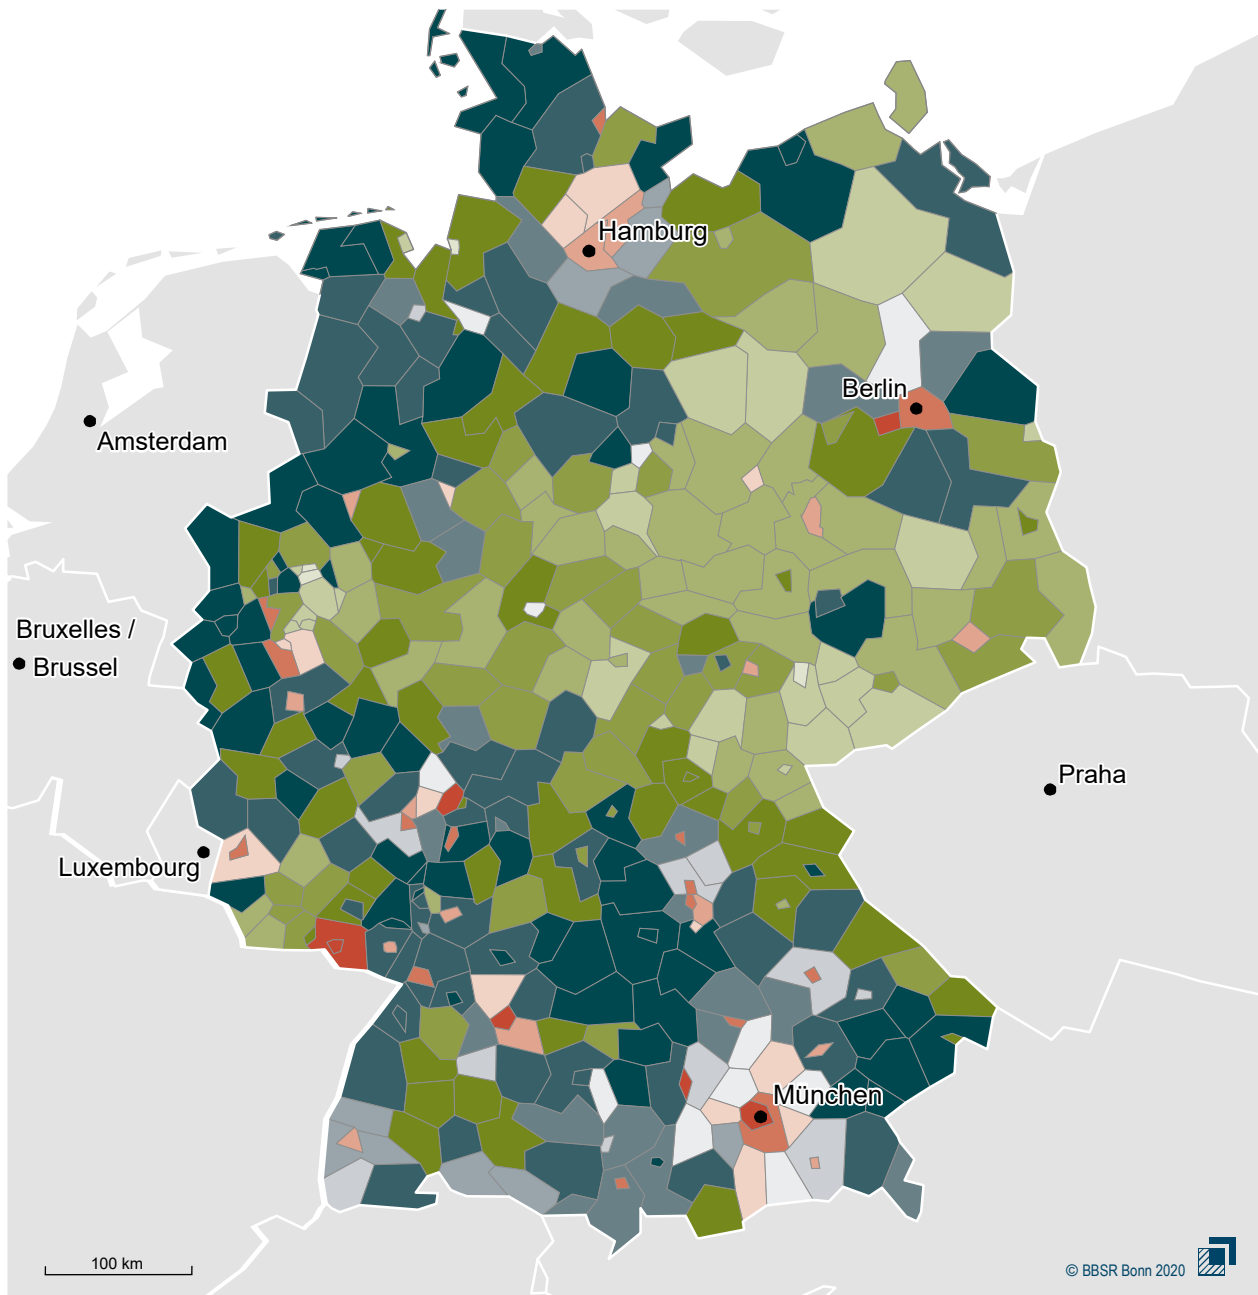 Hamburg
Berlin
Amsterdam
Bruxelles /
Brussel
Praha
Luxembourg
München
100 km
© BBSR Bonn 2020